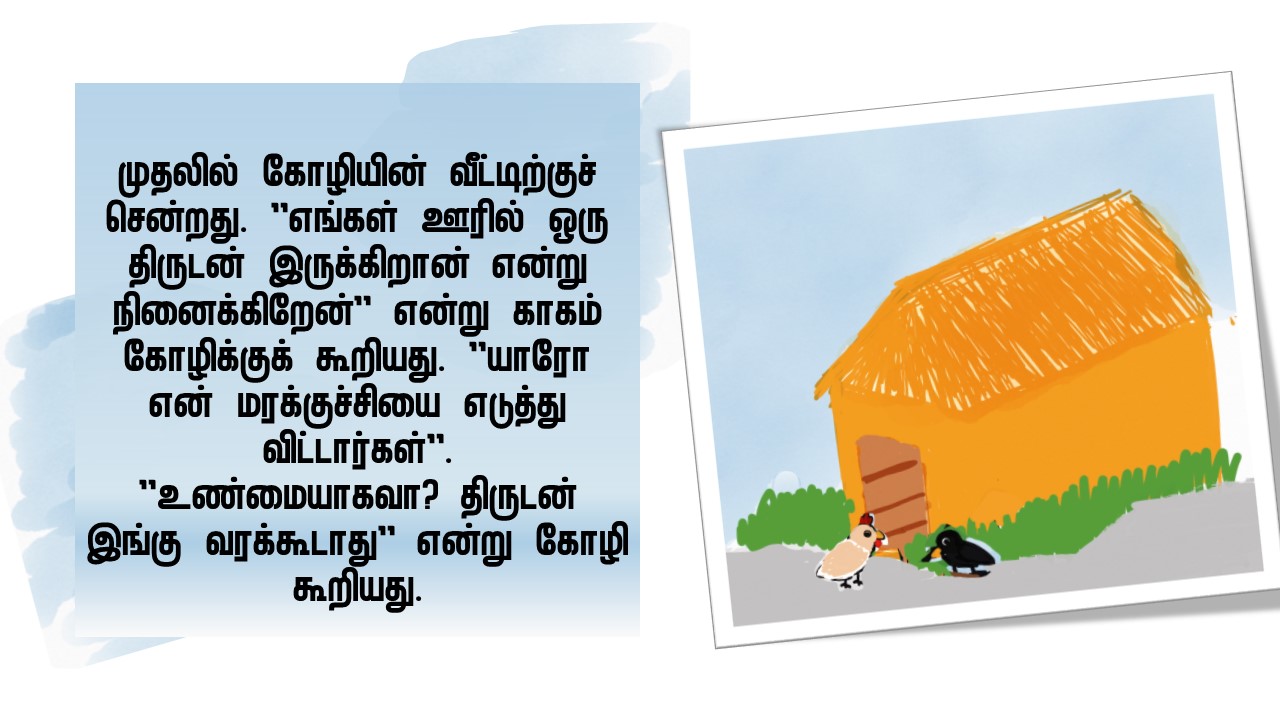 முதலில் கோழியின் வீட்டிற்குச்
சென்றது. ”எங்கள் ஊரில் ஒரு
திருடன் இருக்கிறான் என்று
நினைக்கிறேன்” என்று காகம்
கோழிக்குக் கூறியது. ”யாரோ
என் மரக்குச்சியை எடுத்து
விட்டார்கள்”.
”உண்மையாகவா? திருடன்
இங்கு வரக்கூடாது” என்று கோழி
கூறியது.